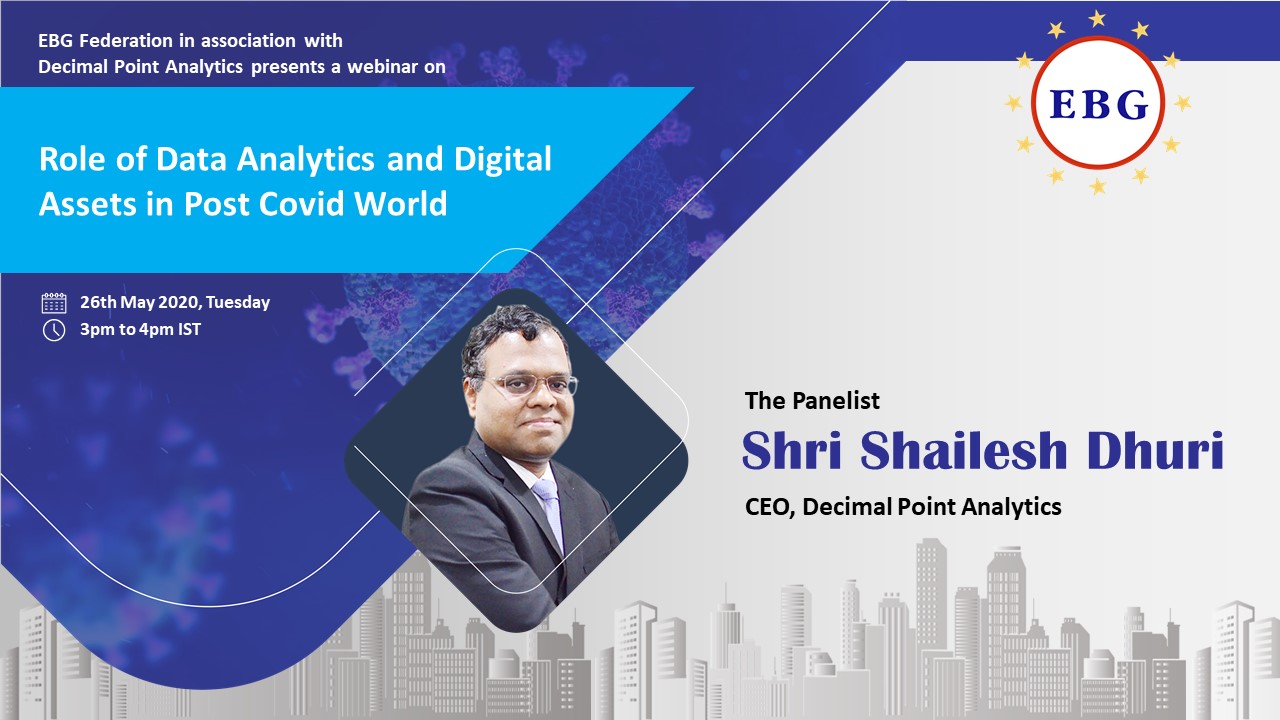 EBG Federation in association with
Decimal Point Analytics presents a webinar on
Role of Data Analytics and Digital
Assets in Post Covid World
26th May 2020, Tuesday
3pm to 4pm IST
EBG
The Panelist
Shri Shailesh Dhuri
CEO, Decimal Point Analytics